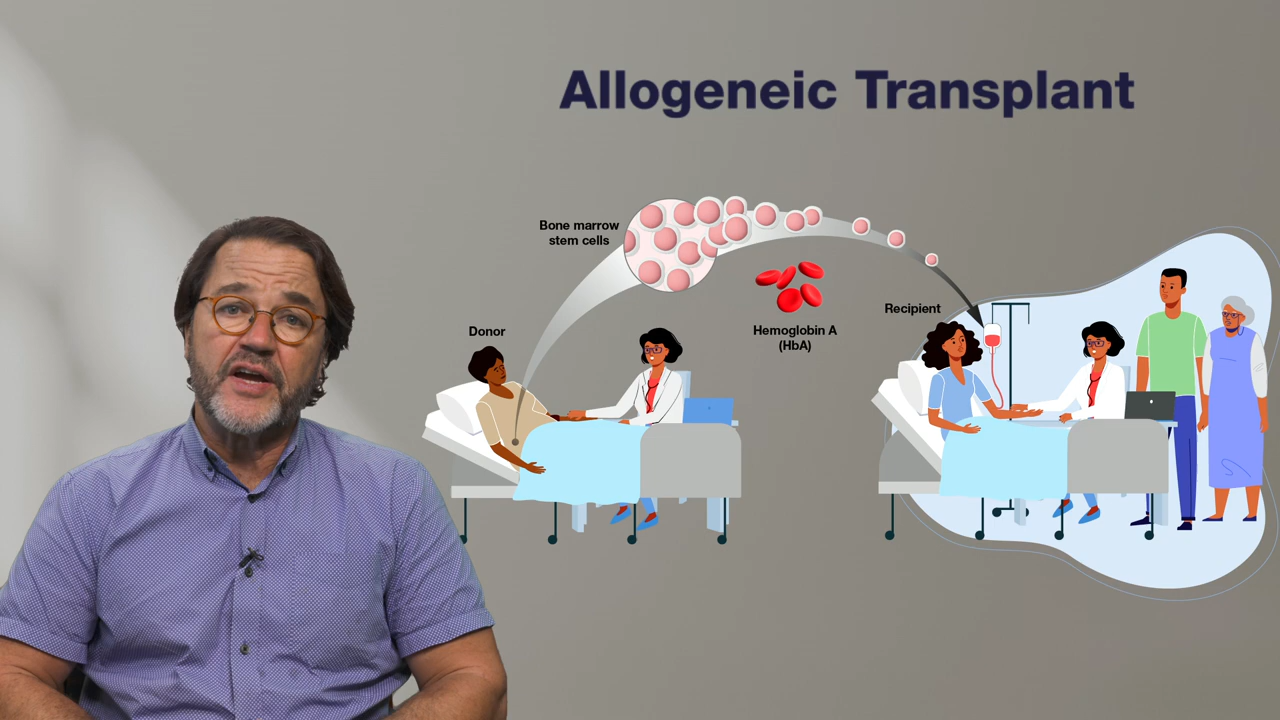 Allogeneic Transplant
Bone marrow
stem cells
Hemoglobin A
(HbA)
Donor
Recipient